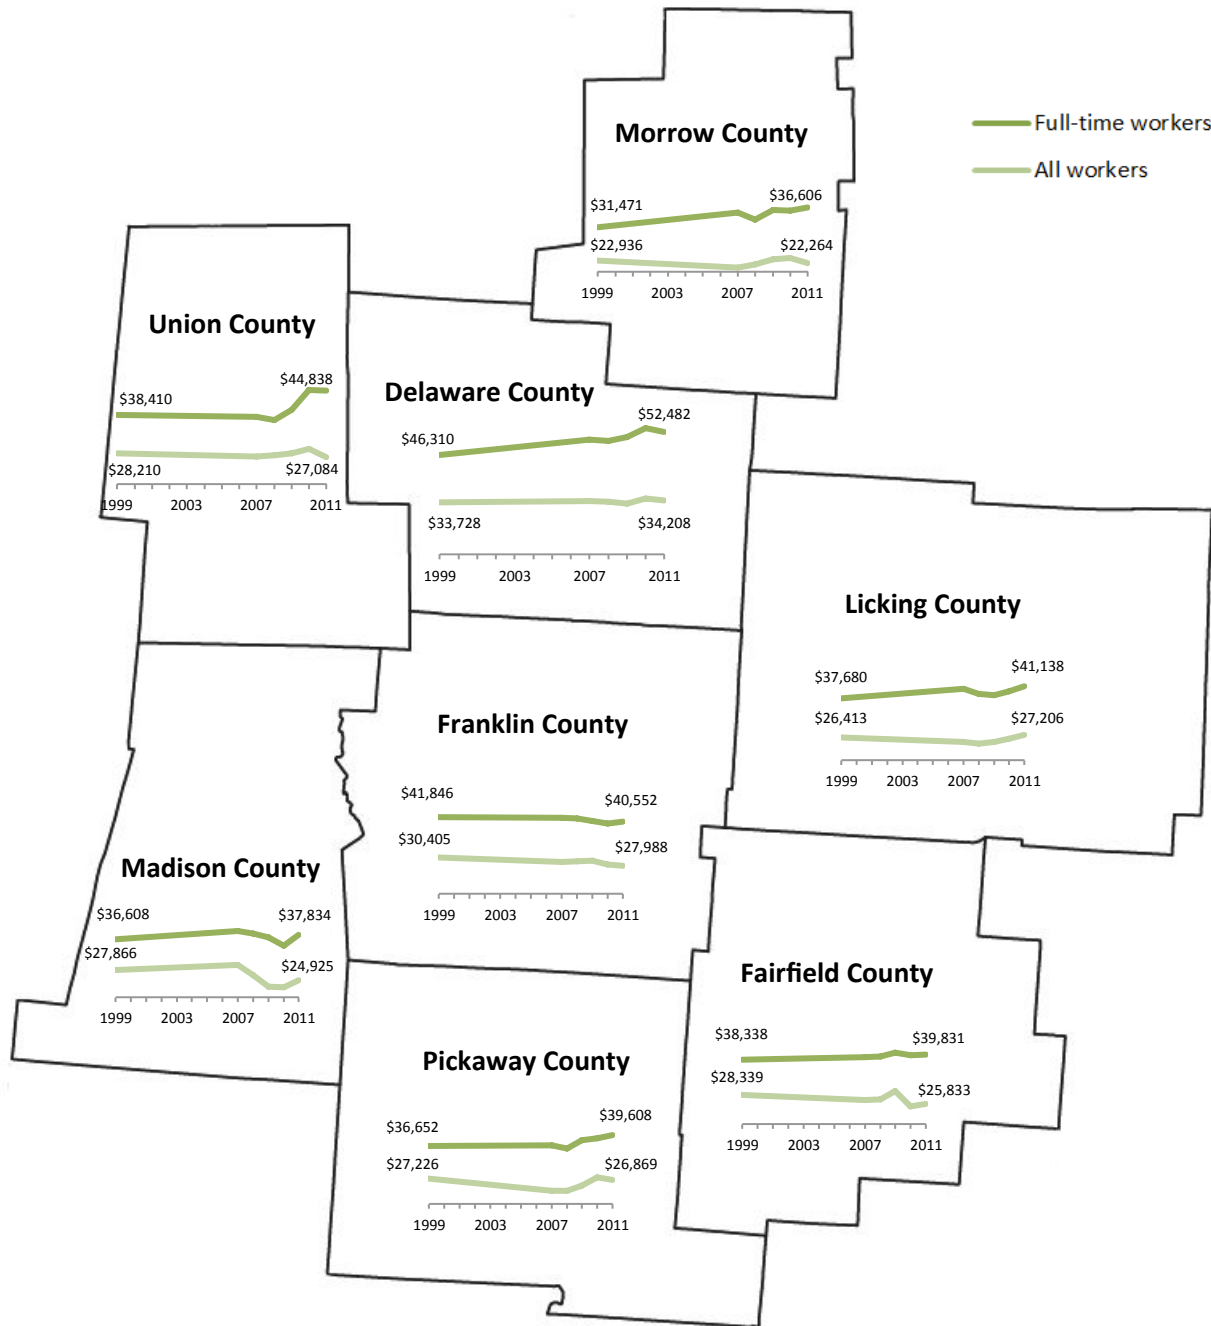 Morrow County
Full-time workers
All workers
$31,471
$36,606
$22,936
$22,264
1999 2003 2007 2011
Union County
$38,410
$44,838
$28,210
$27,084
1999 2003 2007 2011
Delaware County
$46,310
$52,482
$33,728
$34,208
1999 2003 2007 2011
Licking County
$37,680
$41,138
$26,413
$27,206
1999 2003 2007 2011
Franklin County
$41,846
$40,552
$30,405
$27,988
1999 2003 2007 2011
Madison County
$36,608
$37,834
$27,866
$24,925
1999 2003 2007 2011
Fairfield County
$38,338
$39,831
$28,339
$25,833
1999 2003 2007 2011
Pickaway County
$36,652
$39,608
$27,226
$26,869
1999 2003 2007 2011